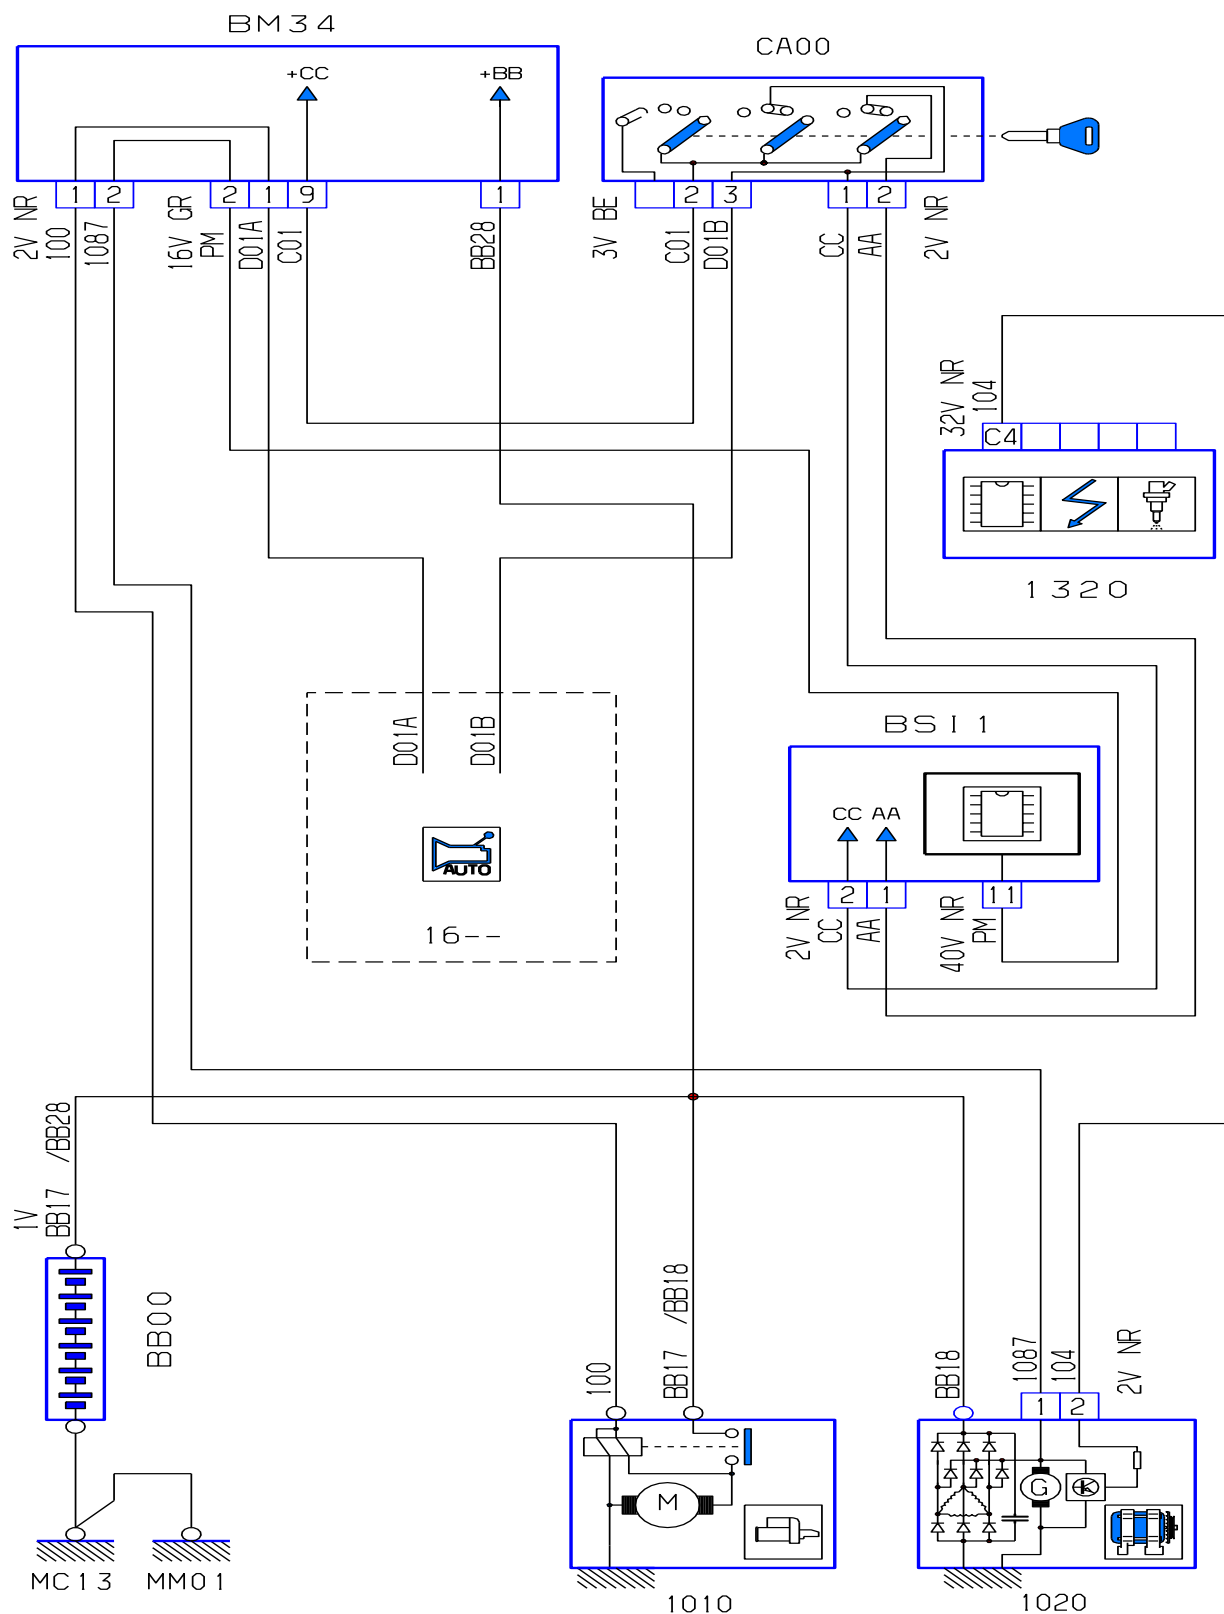 BM34
CA00
+CC
+BB
1 2
2 1 9
1
2 3
1 2
2V NR
100
1087
16V GR
PM
D01A
C01
BB28
3V BE
C01
D01B
CC
AA
2V NR
32V NR
104
C4
1320
D01A
D01B
AUTO
16--
BSI1
CC AA
2 1
11
2V NR
CC
AA
40V NR
PM
1V
BB17 /BB28
BB00
MC13
MM01
100
BB17 /BB18
M
1010
BB18
1087
104
2V NR
1 2
G
1020